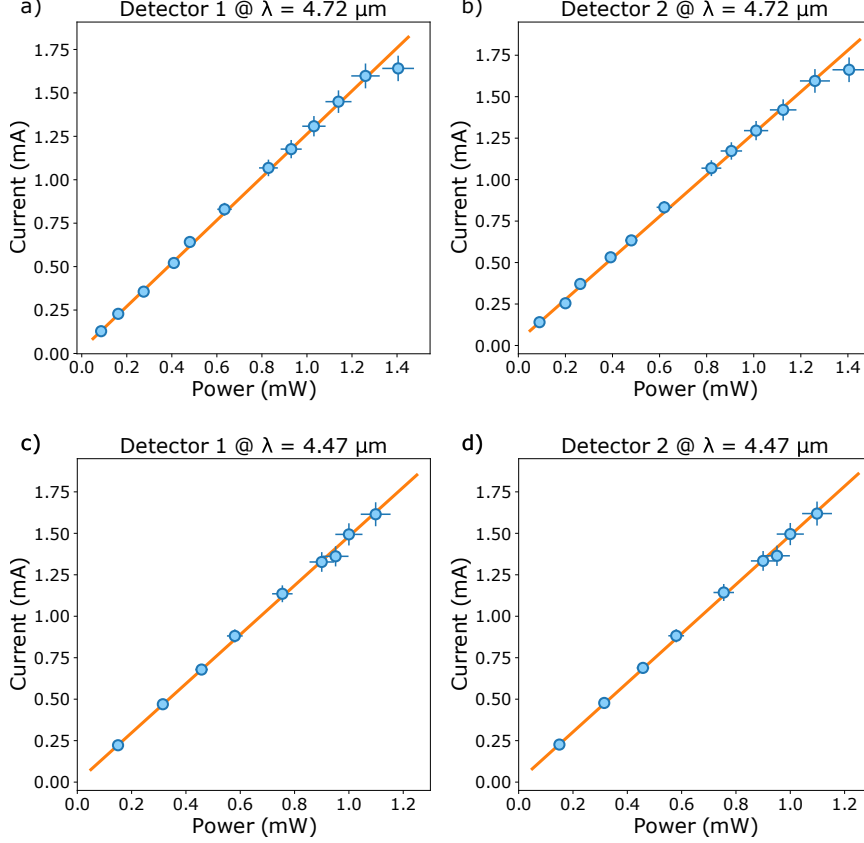 a)
Detector 1 @ λ = 4.72 μm
Current (mA)
1.75
1.50
1.25
1.00
0.75
0.50
0.25
0.00
0.0 0.2 0.4 0.6 0.8 1.0 1.2 1.4
Power (mW)
b)
Detector 2 @ λ = 4.72 μm
Current (mA)
1.75
1.50
1.25
1.00
0.75
0.50
0.25
0.00
0.0 0.2 0.4 0.6 0.8 1.0 1.2 1.4
Power (mW)
c)
Detector 1 @ λ = 4.47 μm
Current (mA)
1.75
1.50
1.25
1.00
0.75
0.50
0.25
0.00
0.0 0.2 0.4 0.6 0.8 1.0 1.2
Power (mW)
d)
Detector 2 @ λ = 4.47 μm
Current (mA)
1.75
1.50
1.25
1.00
0.75
0.50
0.25
0.00
0.0 0.2 0.4 0.6 0.8 1.0 1.2
Power (mW)